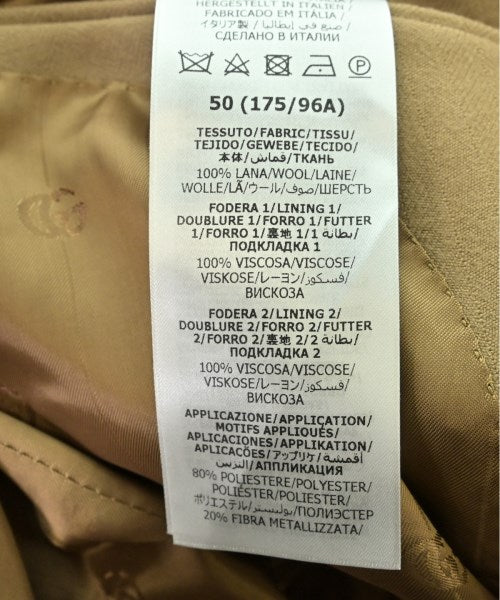 HERGESTELLT IN ITALIEN/
FABRICADO EM ITÁLIA/
イタリア製 / صنع في إيطاليا /
СДЕЛАНО В ИТАЛИИ
P
50 (175/96A)
TESSUTO/FABRIC/TISSU/
TEJIDO/GEWEBE/TECIDO/
本体/قماش/ТКАНЬ
100% LANA/WOOL/LAINE/
WOLLE/LÃ/ウール/صوف/ШЕРСТЬ
FODERA 1/LINING 1/
DOUBLURE 1/FORRO 1/FUTTER
1/FORRO 1/裏地 1/1 بطانة/
ПОДКЛАДКА 1
100% VISCOSA/VISCOSE/
VISKOSE/レーヨン/فسكوز/
ВИСКОЗА
FODERA 2/LINING 2/
DOUBLURE 2/FORRO 2/FUTTER
2/FORRO 2/裏地 2/2 بطانة/
ПОДКЛАДКА 2
100% VISCOSA/VISCOSE/
VISKOSE/レーヨン/فسكوز/
ВИСКОЗА
APPLICAZIONE/APPLICATION/
MOTIFS APPLIQUÉS/
APLICACIONES/APPLIKATION/
APLICAÇÕES/アップリケ/أقمشة
التزيين/АППЛИКАЦИЯ
80% POLIESTERE/POLYESTER/
POLIÉSTER/POLIESTER/
ポリエステル/بوليستر/ПОЛИЭСТЕР
20% FIBRA METALLIZZATA/